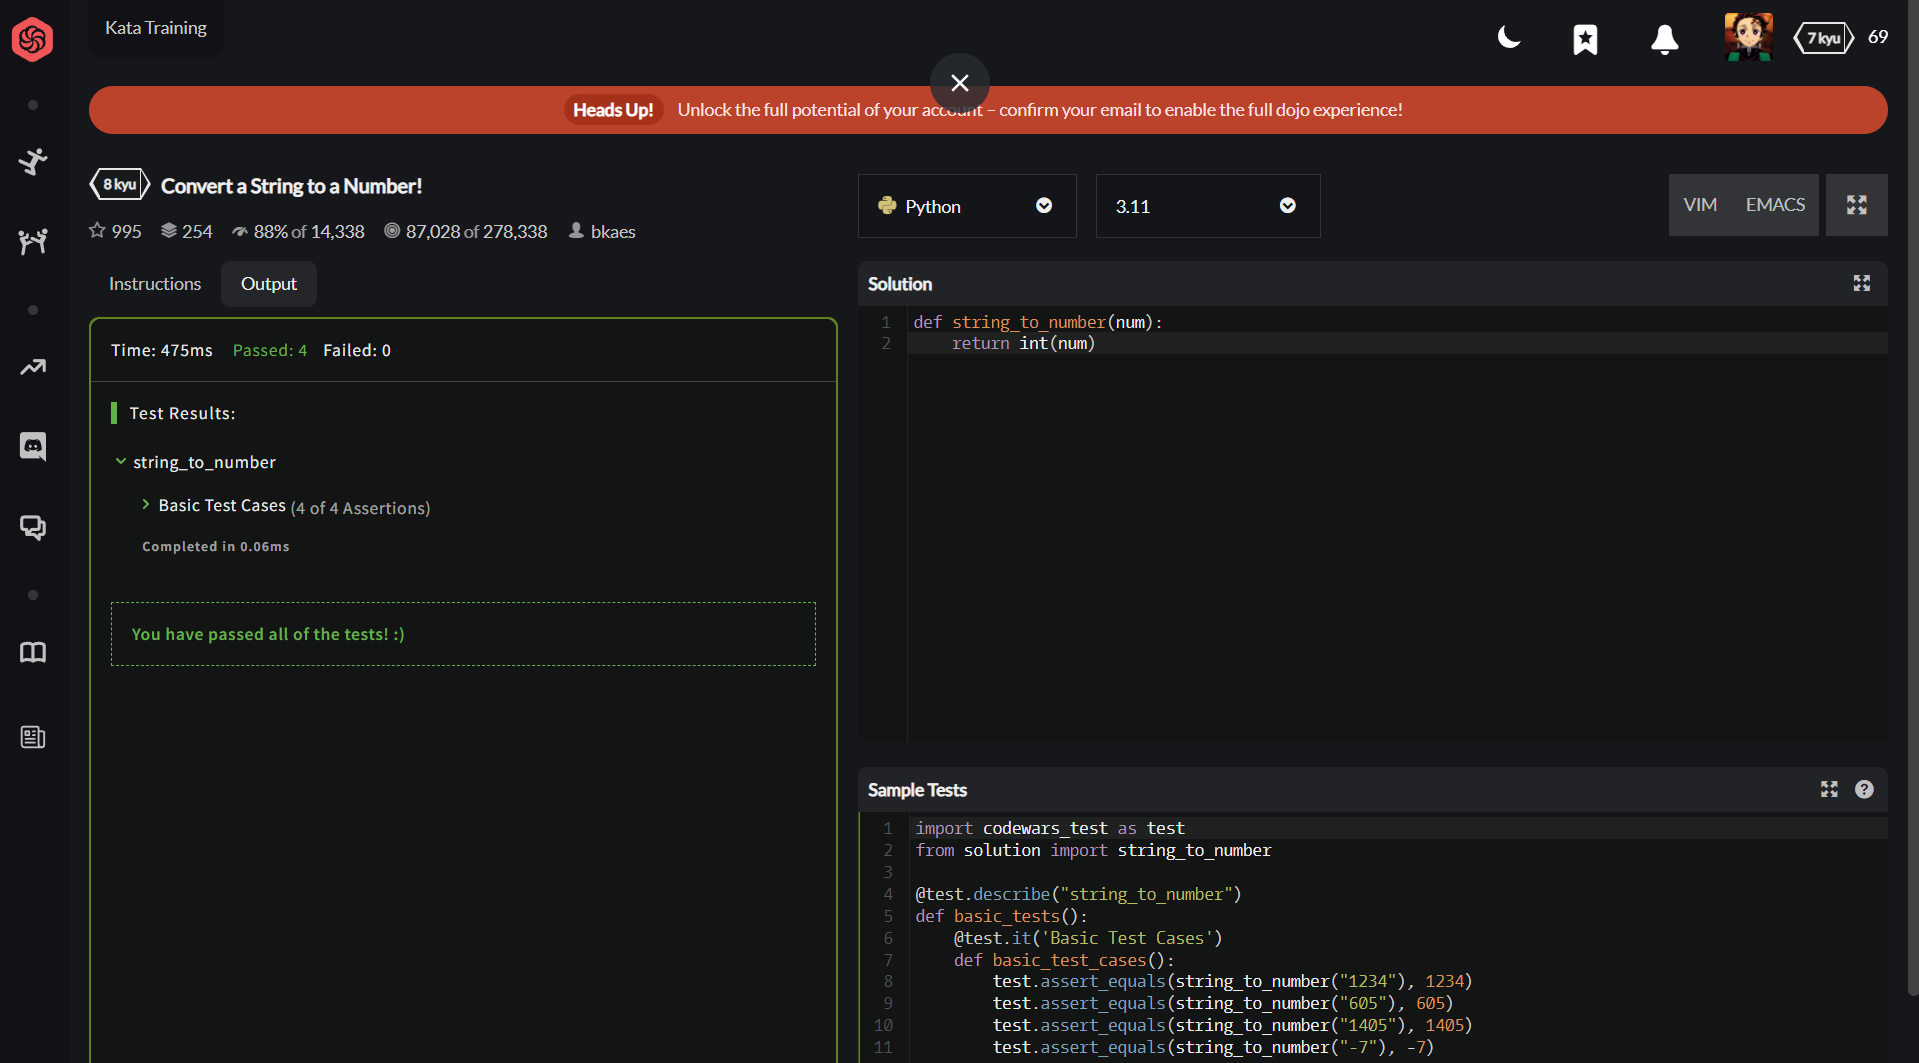 Kata Training
7 kyu 69
Heads Up! Unlock the full potential of your account – confirm your email to enable the full dojo experience!
8 kyu Convert a String to a Number!
995 254 88% of 14,338 87,028 of 278,338 bkaes
Python 3.11 VIM EMACS
Instructions Output
Time: 475ms Passed: 4 Failed: 0
Test Results:
string_to_number
Basic Test Cases (4 of 4 Assertions)
Completed in 0.06ms
You have passed all of the tests! :)
Solution
1 def string_to_number(num):
2     return int(num)
Sample Tests ?
1 import codewars_test as test
2 from solution import string_to_number
3
4 @test.describe("string_to_number")
5 def basic_tests():
6     @test.it('Basic Test Cases')
7     def basic_test_cases():
8         test.assert_equals(string_to_number("1234"), 1234)
9         test.assert_equals(string_to_number("605"), 605)
10         test.assert_equals(string_to_number("1405"), 1405)
11         test.assert_equals(string_to_number("-7"), -7)